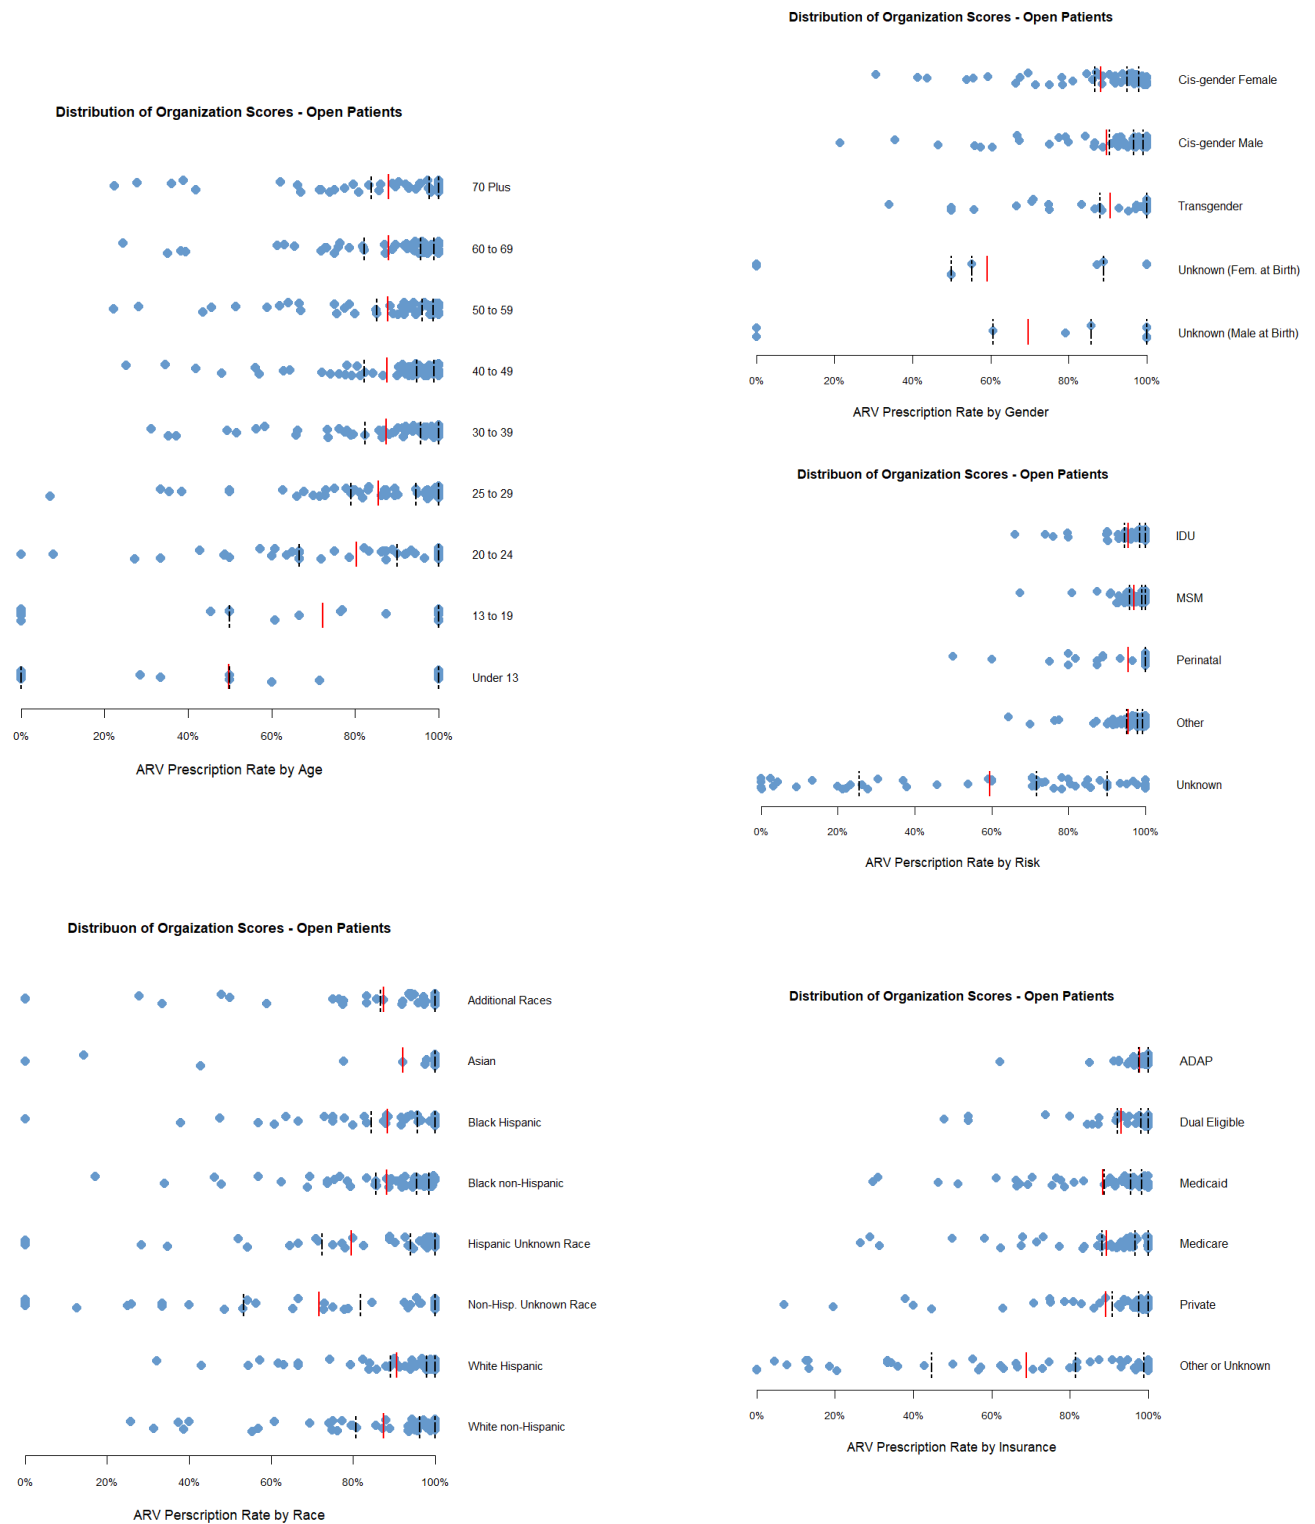 Distribution of Organization Scores - Open Patients
70 Plus
60 to 69
50 to 59
40 to 49
30 to 39
25 to 29
20 to 24
13 to 19
Under 13
0% 20% 40% 60% 80% 100%
ARV Prescription Rate by Age
Distribution of Organization Scores - Open Patients
Cis-gender Female
Cis-gender Male
Transgender
Unknown (Fem. at Birth)
Unknown (Male at Birth)
0% 20% 40% 60% 80% 100%
ARV Prescription Rate by Gender
Distribuon of Organization Scores - Open Patients
IDU
MSM
Perinatal
Other
Unknown
0% 20% 40% 60% 80% 100%
ARV Perscription Rate by Risk
Distribuon of Orgaization Scores - Open Patients
Additional Races
Asian
Black Hispanic
Black non-Hispanic
Hispanic Unknown Race
Non-Hisp. Unknown Race
White Hispanic
White non-Hispanic
0% 20% 40% 60% 80% 100%
ARV Perscription Rate by Race
Distribution of Organization Scores - Open Patients
ADAP
Dual Eligible
Medicaid
Medicare
Private
Other or Unknown
0% 20% 40% 60% 80% 100%
ARV Prescription Rate by Insurance